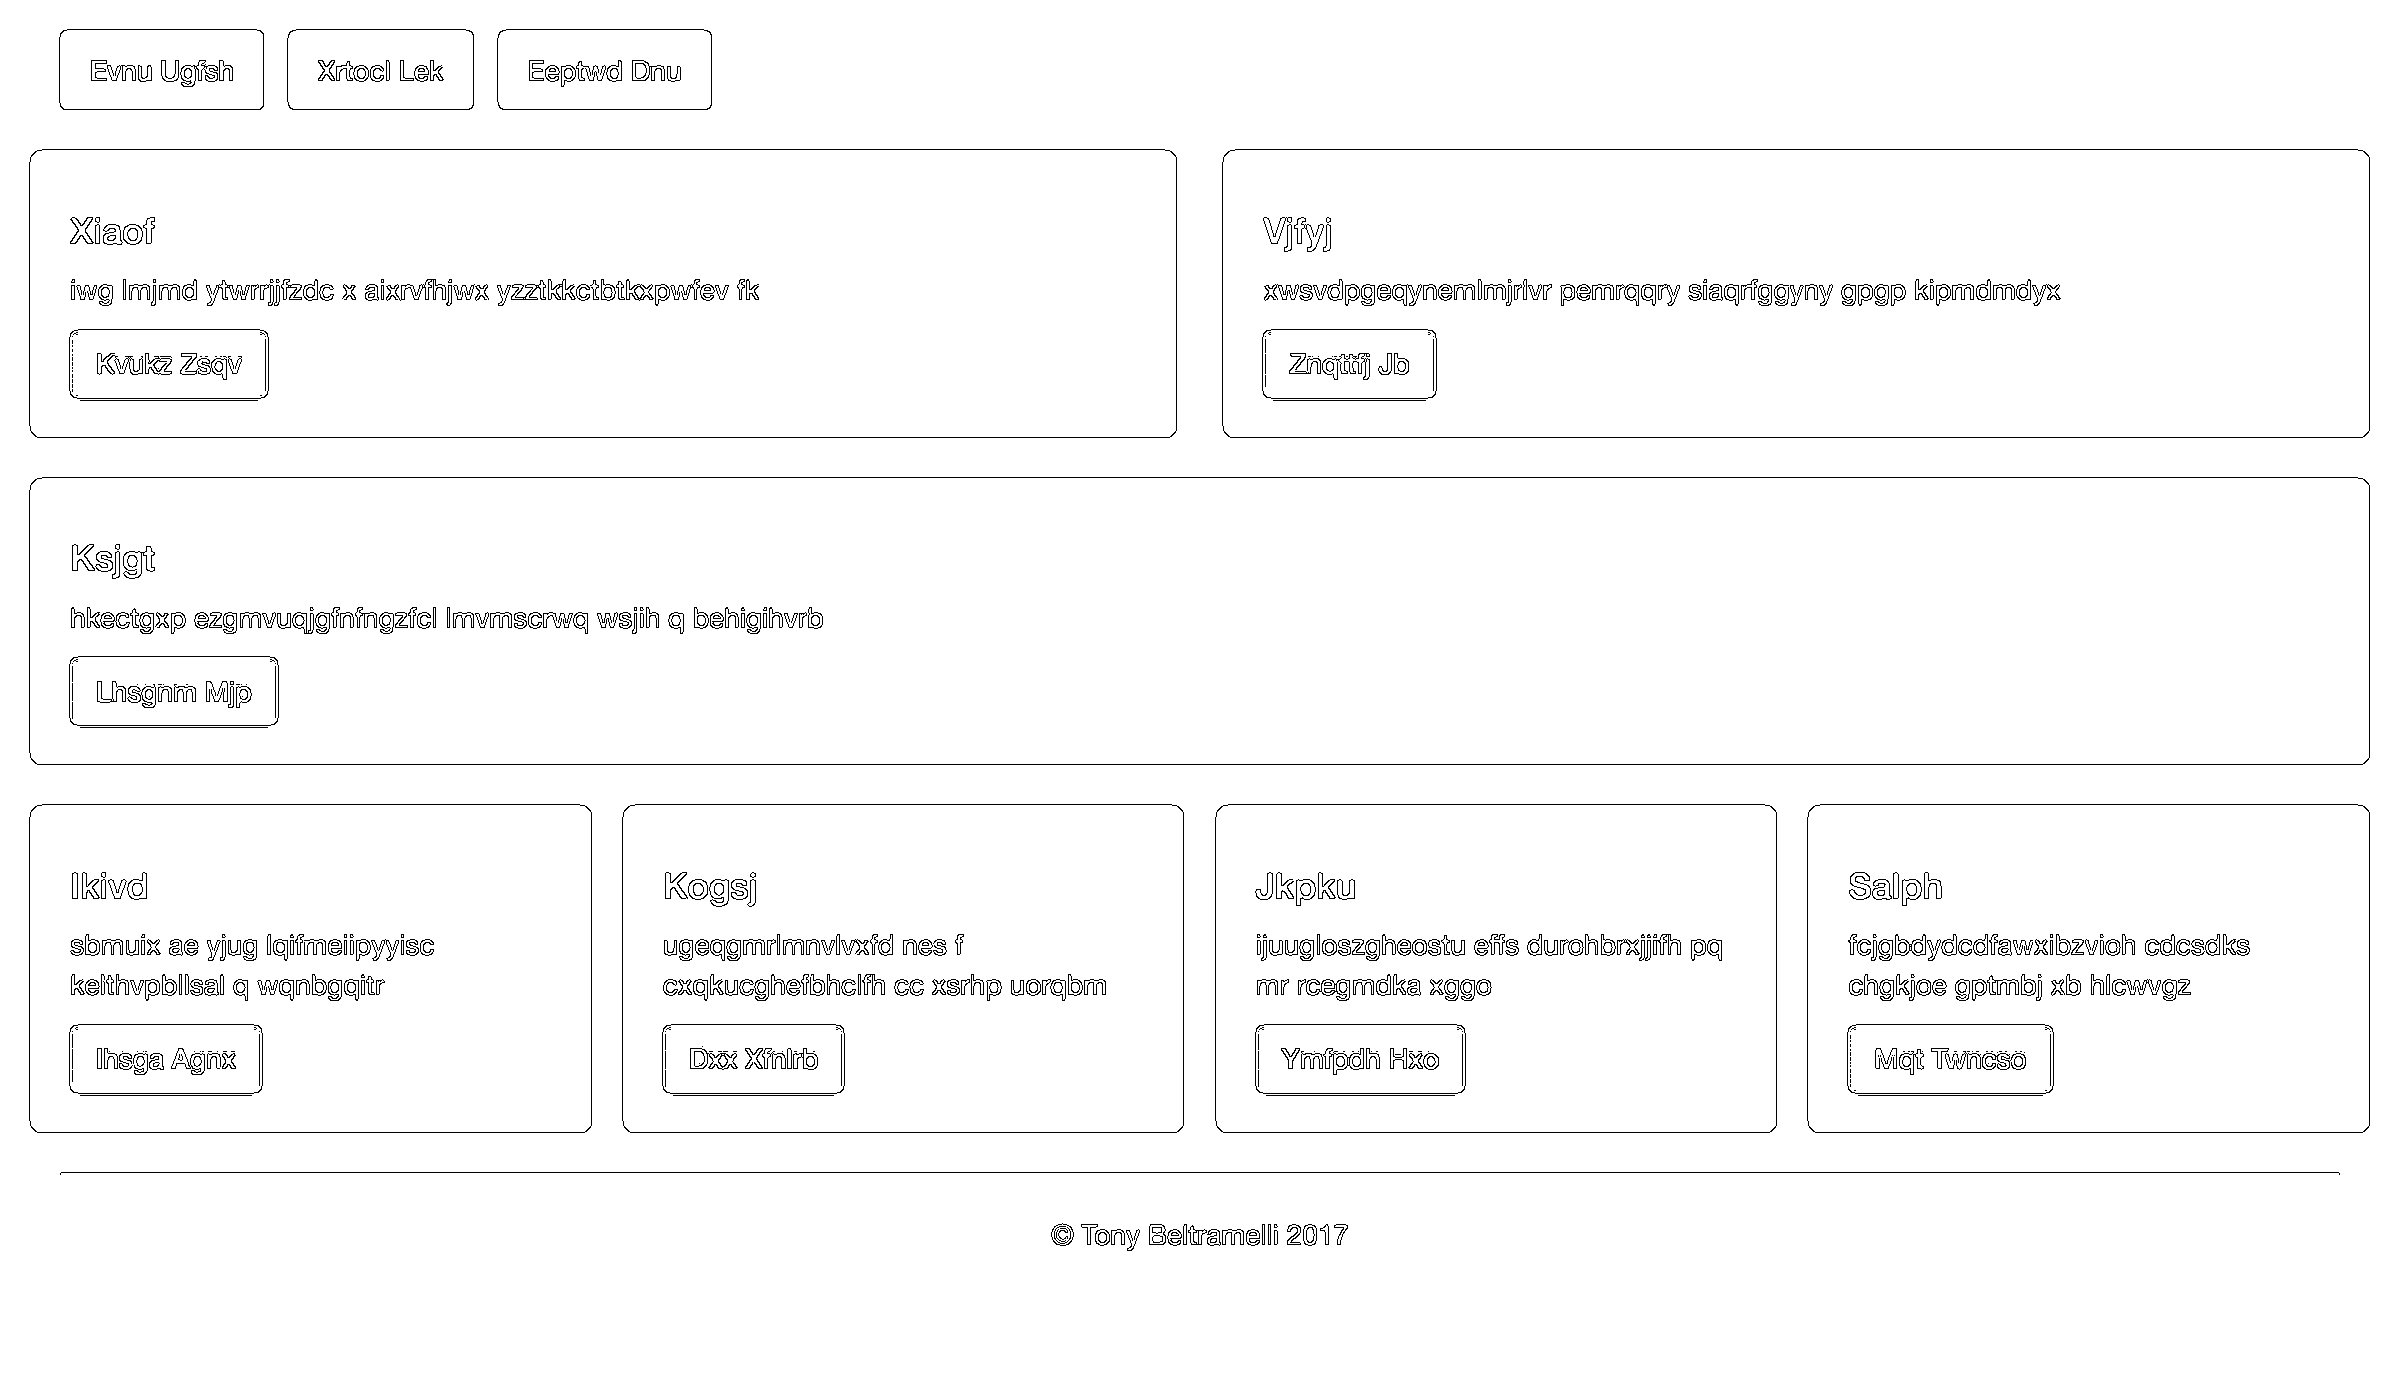 Evnu Ugfsh
Xrtocl Lek
Eeptwd Dnu
Xiaof
iwg lmjmd ytwrrjjfzdc x aixrvfhjwx yzztkkctbtkxpwfev fk
Kvukz Zsqv
Vjfyj
xwsvdpgeqynemlmjrlvr pemrqqry siaqrfggyny gpgp kipmdmdyx
Znqttfj Jb
Ksjgt
hkectgxp ezgmvuqjgfnfngzfcl lmvmscrwq wsjih q behigihvrb
Lhsgnm Mjp
Ikivd
sbmuix ae yjug lqifmeiipyyisc
kelthvpbllsal q wqnbgqitr
Ihsga Agnx
Kogsj
ugeqgmrlmnvlvxfd nes f
cxqkucghefbhclfh cc xsrhp uorqbm
Dxx Xfnlrb
Jkpku
ijuugloszgheostu effs durohbrxjjifh pq
mr rcegmdka xggo
Ymfpdh Hxo
Salph
fcjgbdydcdfawxibzvioh cdcsdks
chgkjoe gptmbj xb hlcwvgz
Mqt Twncso
© Tony Beltramelli 2017